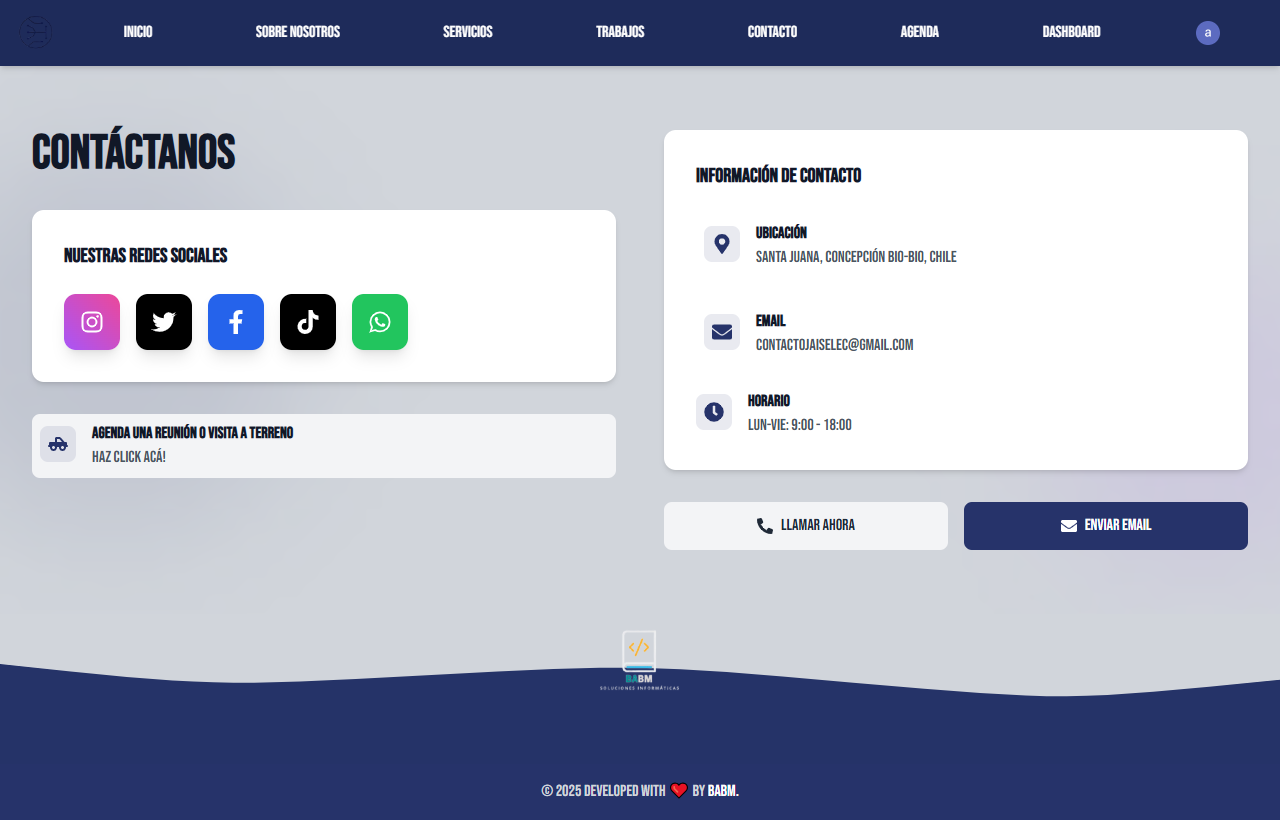 INICIO
SOBRE NOSOTROS
SERVICIOS
TRABAJOS
CONTACTO
AGENDA
DASHBOARD
a
CONTÁCTANOS
NUESTRAS REDES SOCIALES
AGENDA UNA REUNIÓN O VISITA A TERRENO
HAZ CLICK ACÁ!
INFORMACIÓN DE CONTACTO
UBICACIÓN
SANTA JUANA, CONCEPCIÓN BIO-BIO, CHILE
EMAIL
CONTACTOJAISELEC@GMAIL.COM
HORARIO
LUN-VIE: 9:00 - 18:00
LLAMAR AHORA
ENVIAR EMAIL
</> 
BABM
SOLUCIONES INFORMÁTICAS
© 2025 DEVELOPED WITH ❤️ BY BABM.